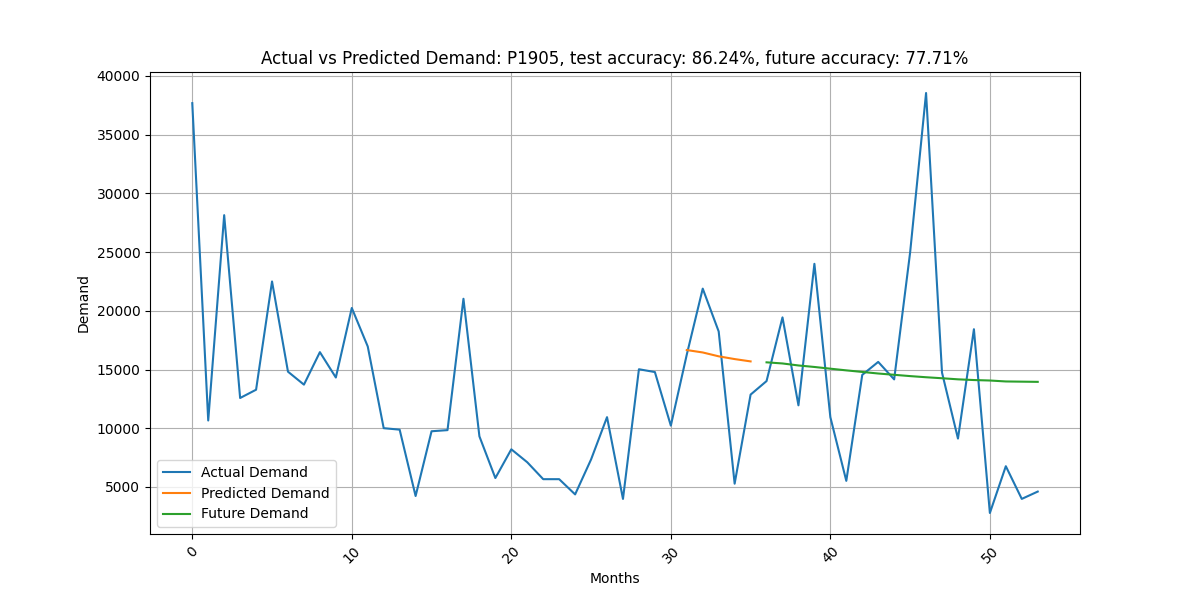 Actual vs Predicted Demand: P1905, test accuracy: 86.24%, future accuracy: 77.71%
40000
35000
30000
25000
20000
15000
10000
5000
Demand
Actual Demand
Predicted Demand
Future Demand
0 10 20 30 40 50
Months